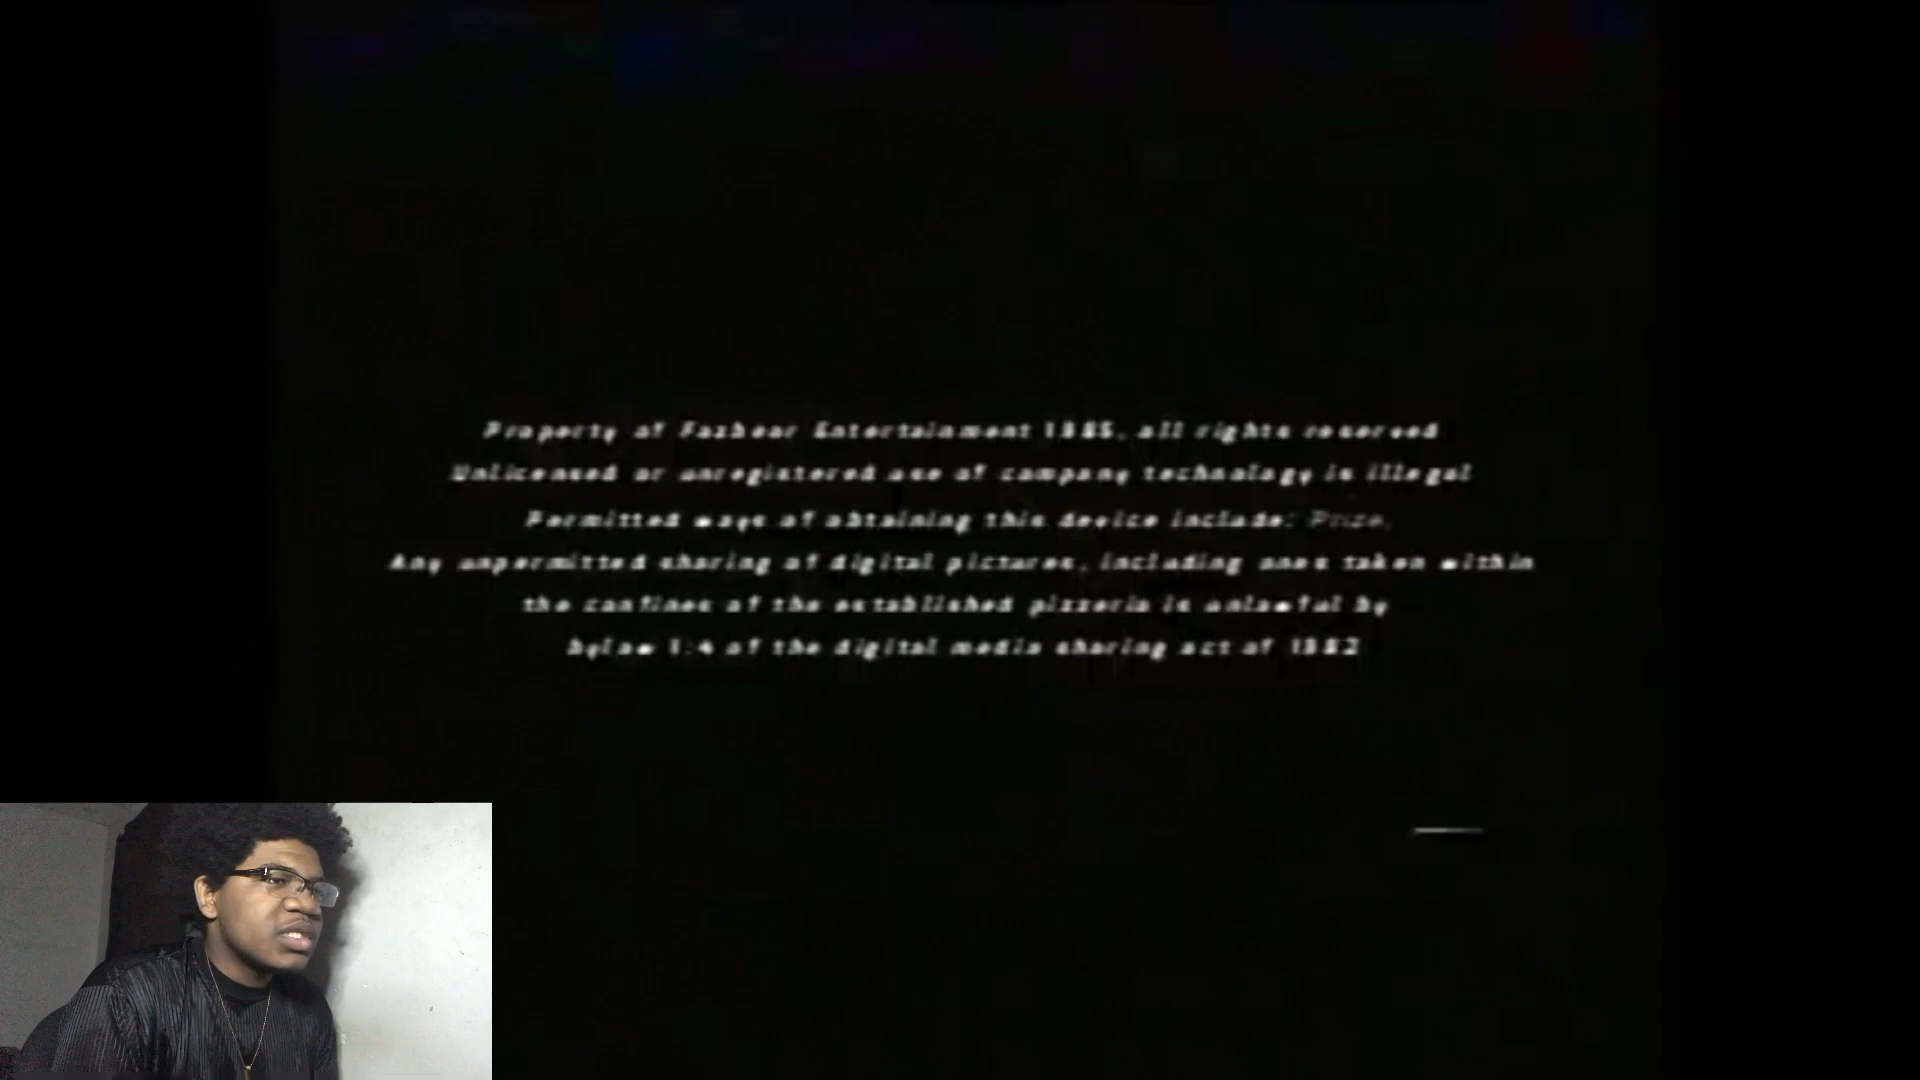 Property of Fazbear Entertainment 1985, all rights reserved
Unlicensed or unregistered use of company technology is illegal
Permitted ways of obtaining this device include: Prize,
Any unpermitted sharing of digital pictures, including ones taken within
the confines of the established pizzeria is unlawful by
bylaw 1:4 of the digital media sharing act of 1982